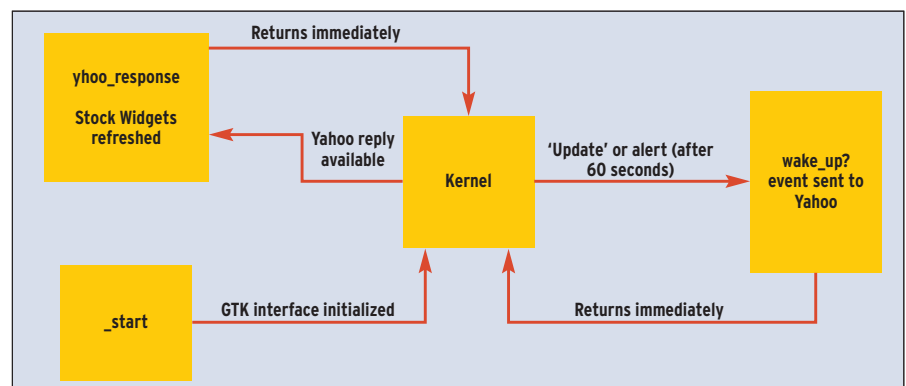 Returns immediately
yhoo_response
Stock Widgets
refreshed
Yahoo reply
available
Kernel
'Update' or alert (after
60 seconds)
wake_up?
event sent to
Yahoo
_start
GTK interface initialized
Returns immediately